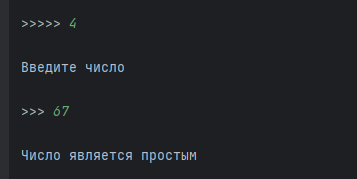 >>>>> 4
Введите число
>>> 67
Число является простым